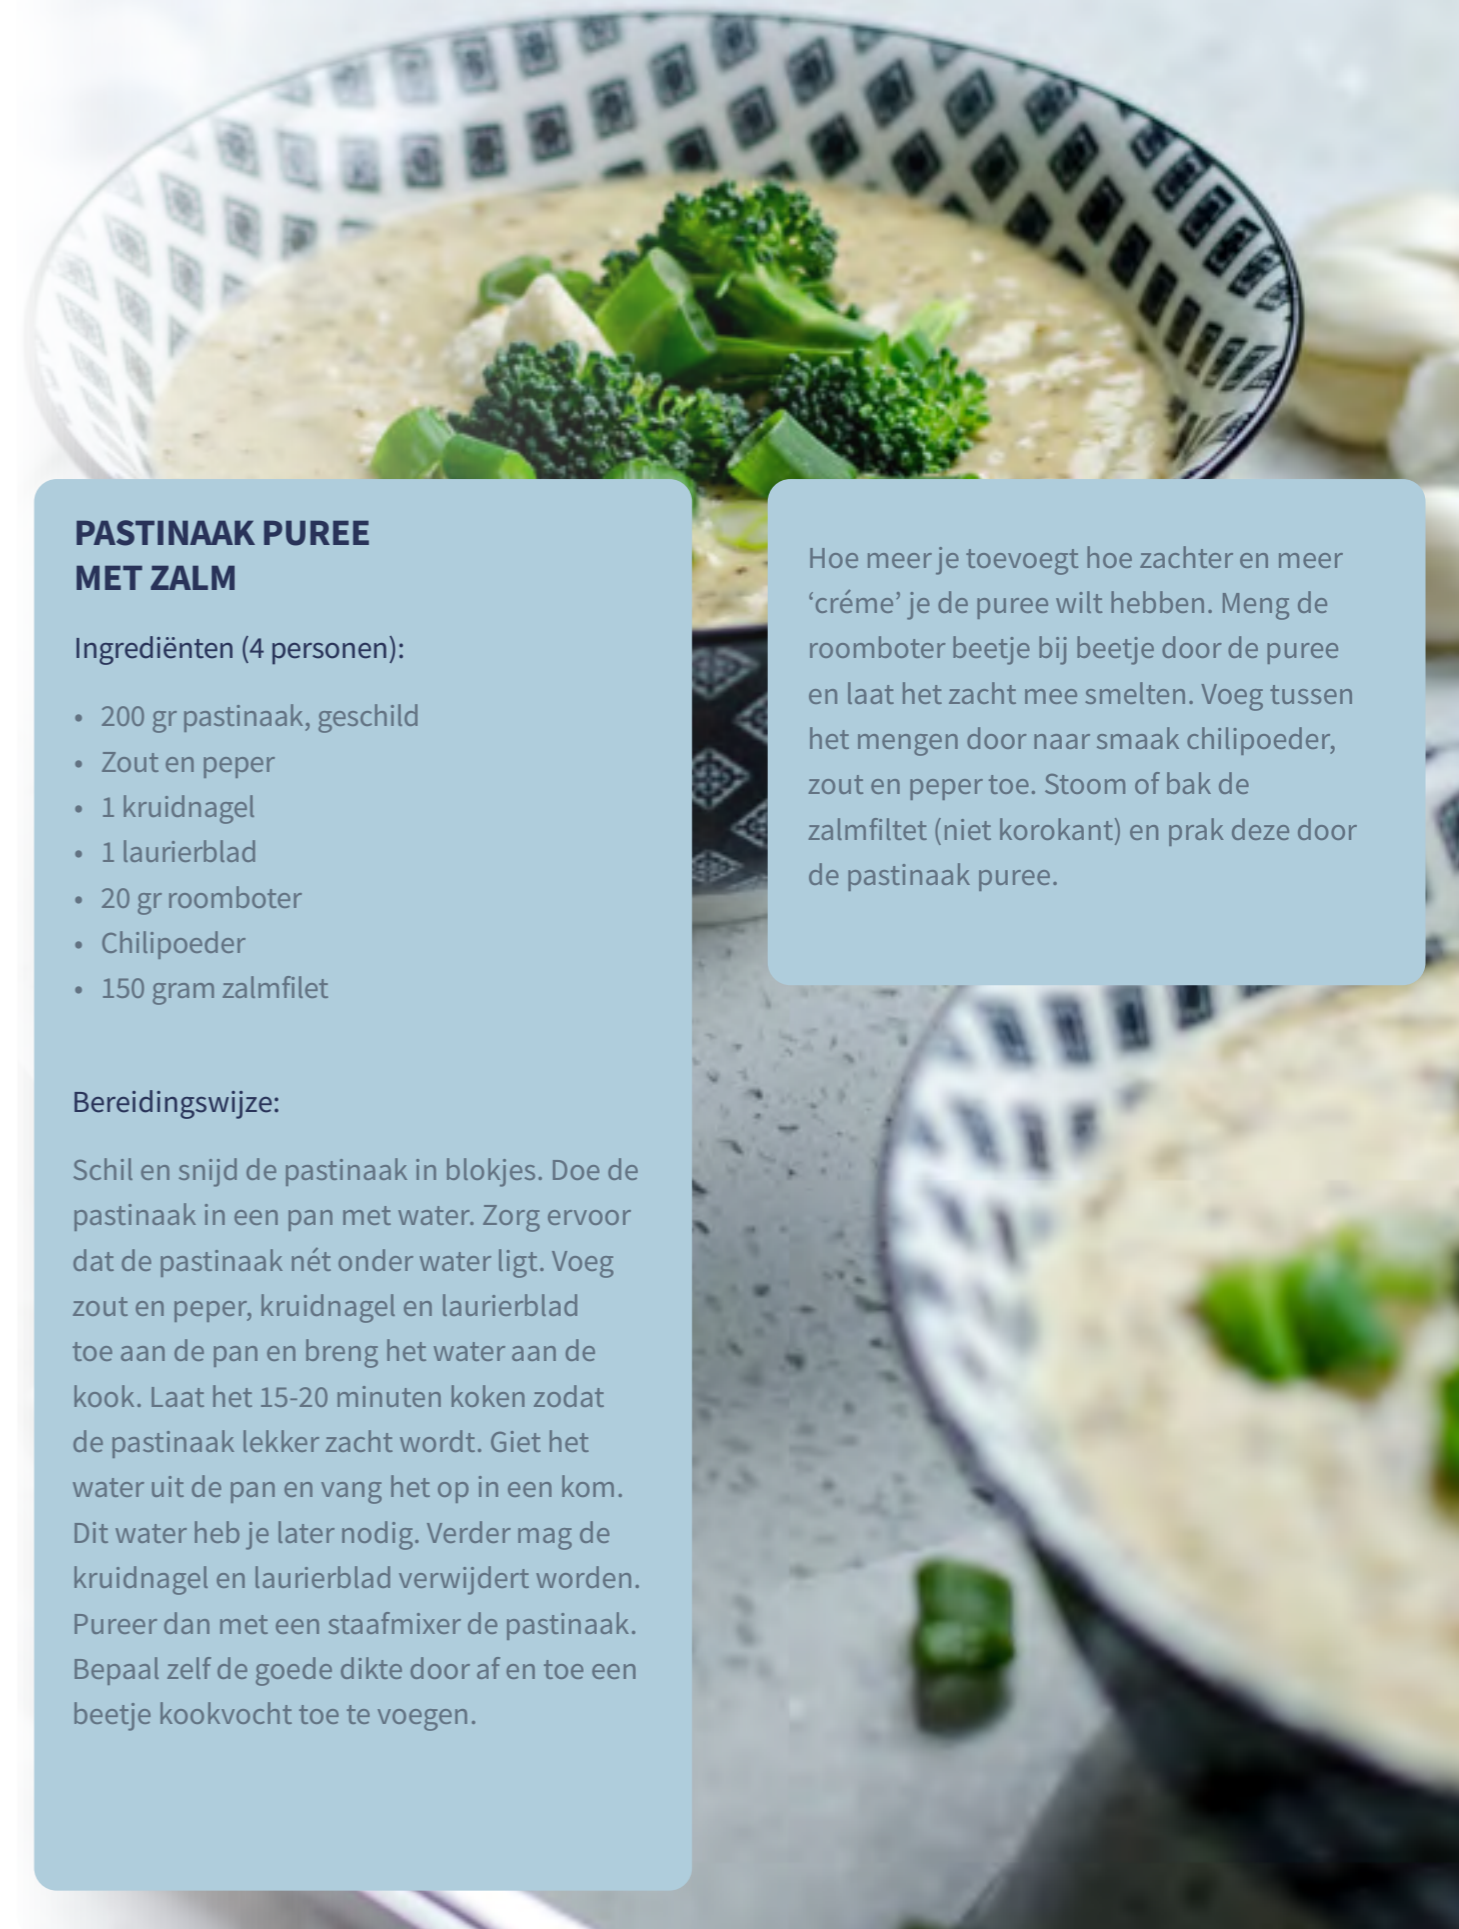 PASTINAAK PUREE
MET ZALM
Ingrediënten (4 personen):
• 200 gr pastinaak, geschild
• Zout en peper
• 1 kruidnagel
• 1 laurierblad
• 20 gr roomboter
• Chilipoeder
• 150 gram zalmfilet
Bereidingswijze:
Schil en snijd de pastinaak in blokjes. Doe de
pastinaak in een pan met water. Zorg ervoor
dat de pastinaak nét onder water ligt. Voeg
zout en peper, kruidnagel en laurierblad
toe aan de pan en breng het water aan de
kook. Laat het 15-20 minuten koken zodat
de pastinaak lekker zacht wordt. Giet het
water uit de pan en vang het op in een kom.
Dit water heb je later nodig. Verder mag de
kruidnagel en laurierblad verwijdert worden.
Pureer dan met een staafmixer de pastinaak.
Bepaal zelf de goede dikte door af en toe een
beetje kookvocht toe te voegen.
Hoe meer je toevoegt hoe zachter en meer
‘créme’ je de puree wilt hebben. Meng de
roomboter beetje bij beetje door de puree
en laat het zacht mee smelten. Voeg tussen
het mengen door naar smaak chilipoeder,
zout en peper toe. Stoom of bak de
zalmfiltet (niet korokant) en prak deze door
de pastinaak puree.